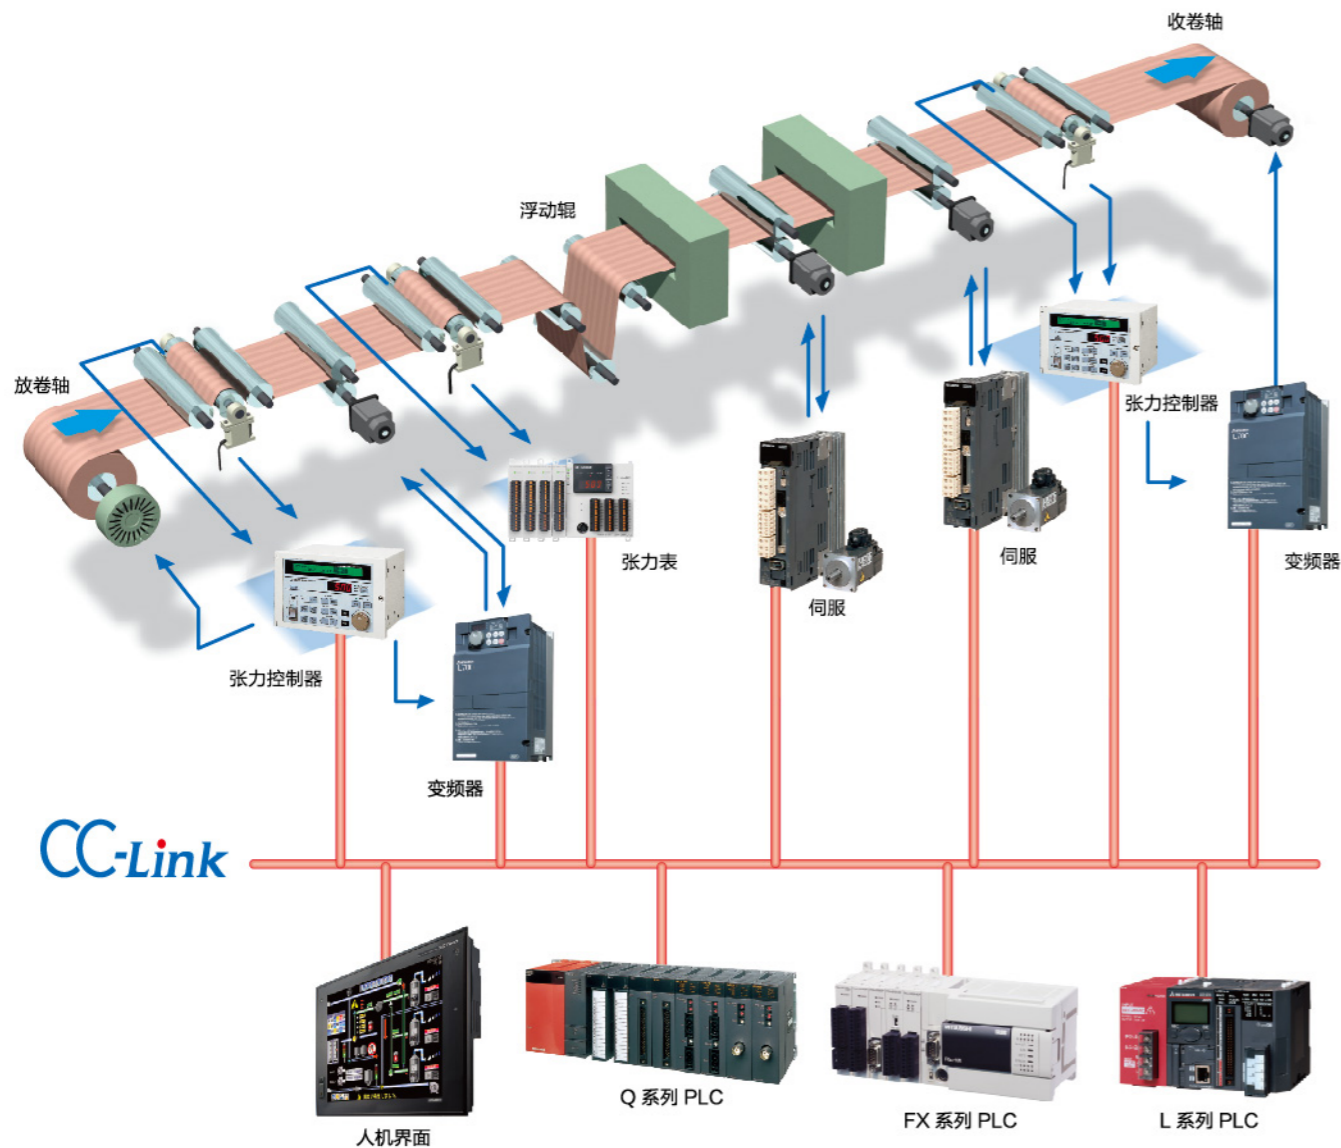 收卷轴
浮动辊
放卷轴
张力控制器
张力表
伺服
伺服
变频器
张力控制器
变频器
CC-Link
Q 系列 PLC
FX 系列 PLC
L 系列 PLC
人机界面